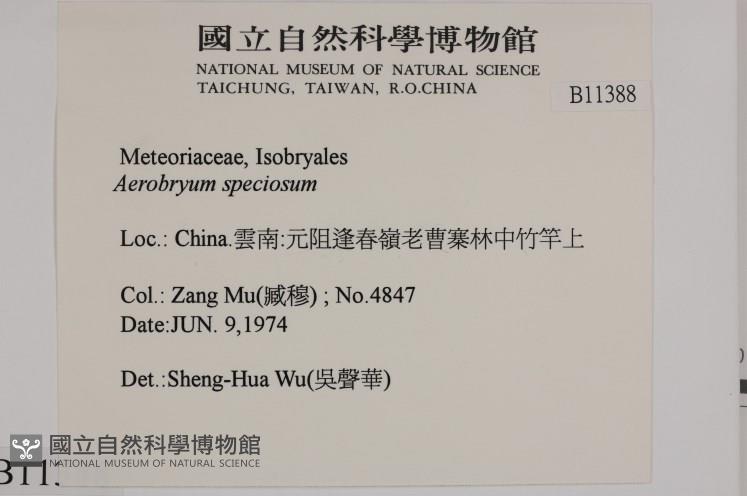 國立自然科學博物館
NATIONAL MUSEUM OF NATURAL SCIENCE
TAICHUNG, TAIWAN, R.O.CHINA
B11388
Meteoriaceae, Isobryales
Aerobryum speciosum
Loc.: China.雲南:元阻逢春嶺老曹寨林中竹竿上
Col.: Zang Mu(臧穆) ; No.4847
Date:JUN. 9,1974
Det.:Sheng-Hua Wu(吳聲華)
國立自然科學博物館
NATIONAL MUSEUM OF NATURAL SCIENCE